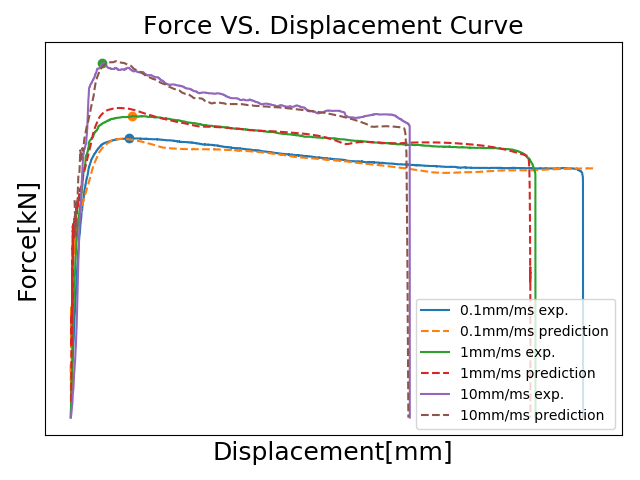 Force VS. Displacement Curve
Force[kN]
0.1mm/ms exp.
0.1mm/ms prediction
1mm/ms exp.
1mm/ms prediction
10mm/ms exp.
10mm/ms prediction
Displacement[mm]